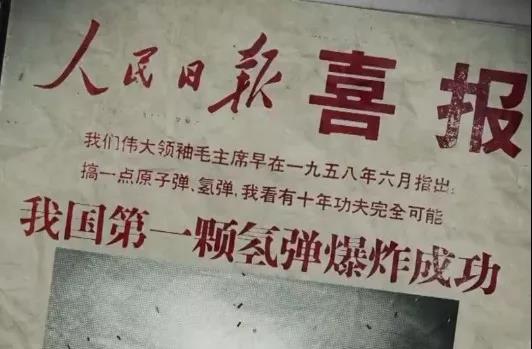 人民日报 喜报
我们伟大领袖毛主席早在一九五八年六月指出:
搞一点原子弹、氢弹,我看有十年功夫完全可能
我国第一颗氢弹爆炸成功